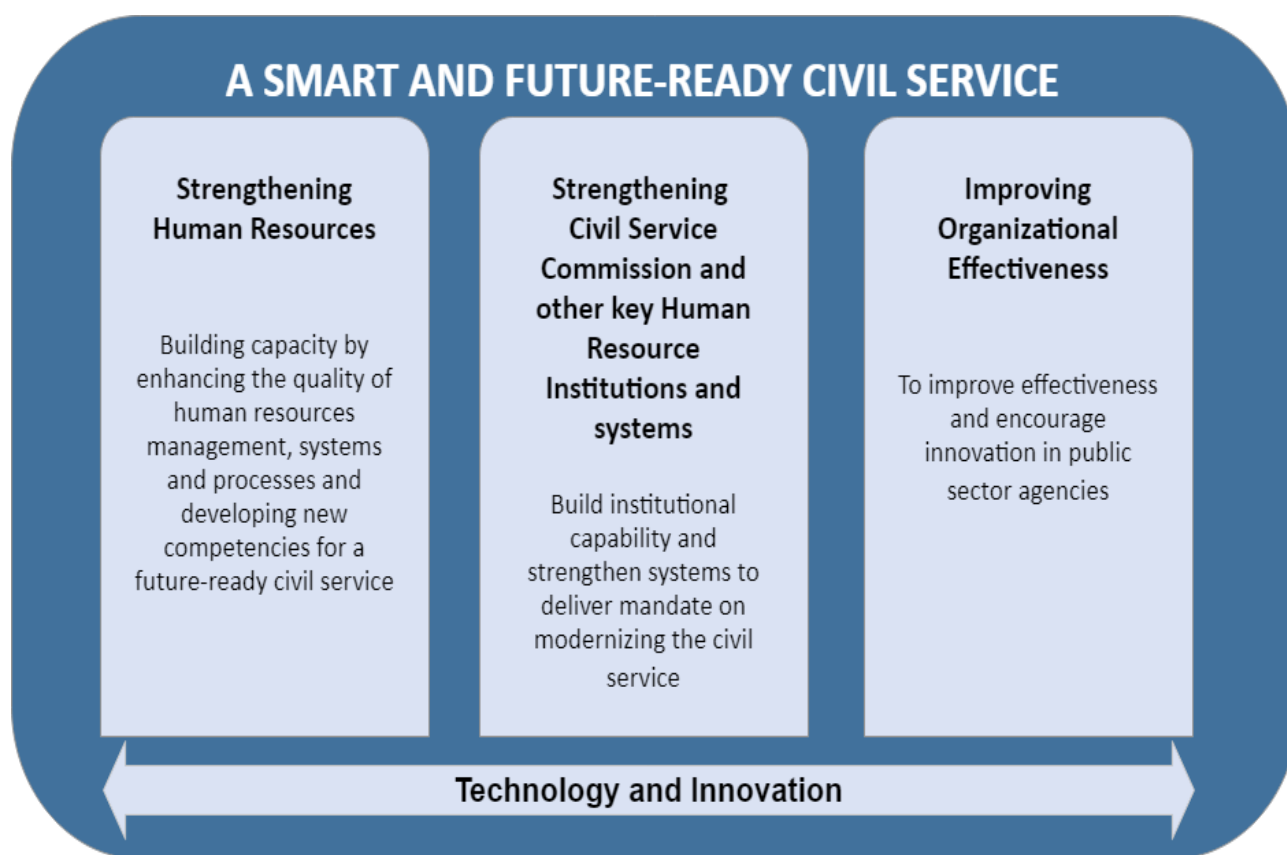 A SMART AND FUTURE-READY CIVIL SERVICE
Strengthening
Human Resources
Building capacity by
enhancing the quality of
human resources
management, systems
and processes and
developing new
competencies for a
future-ready civil service
Strengthening
Civil Service
Commission and
other key Human
Resource
Institutions and
systems
Build institutional
capability and
strengthen systems to
deliver mandate on
modernizing the civil
service
Improving
Organizational
Effectiveness
To improve effectiveness
and encourage
innovation in public
sector agencies
Technology and Innovation